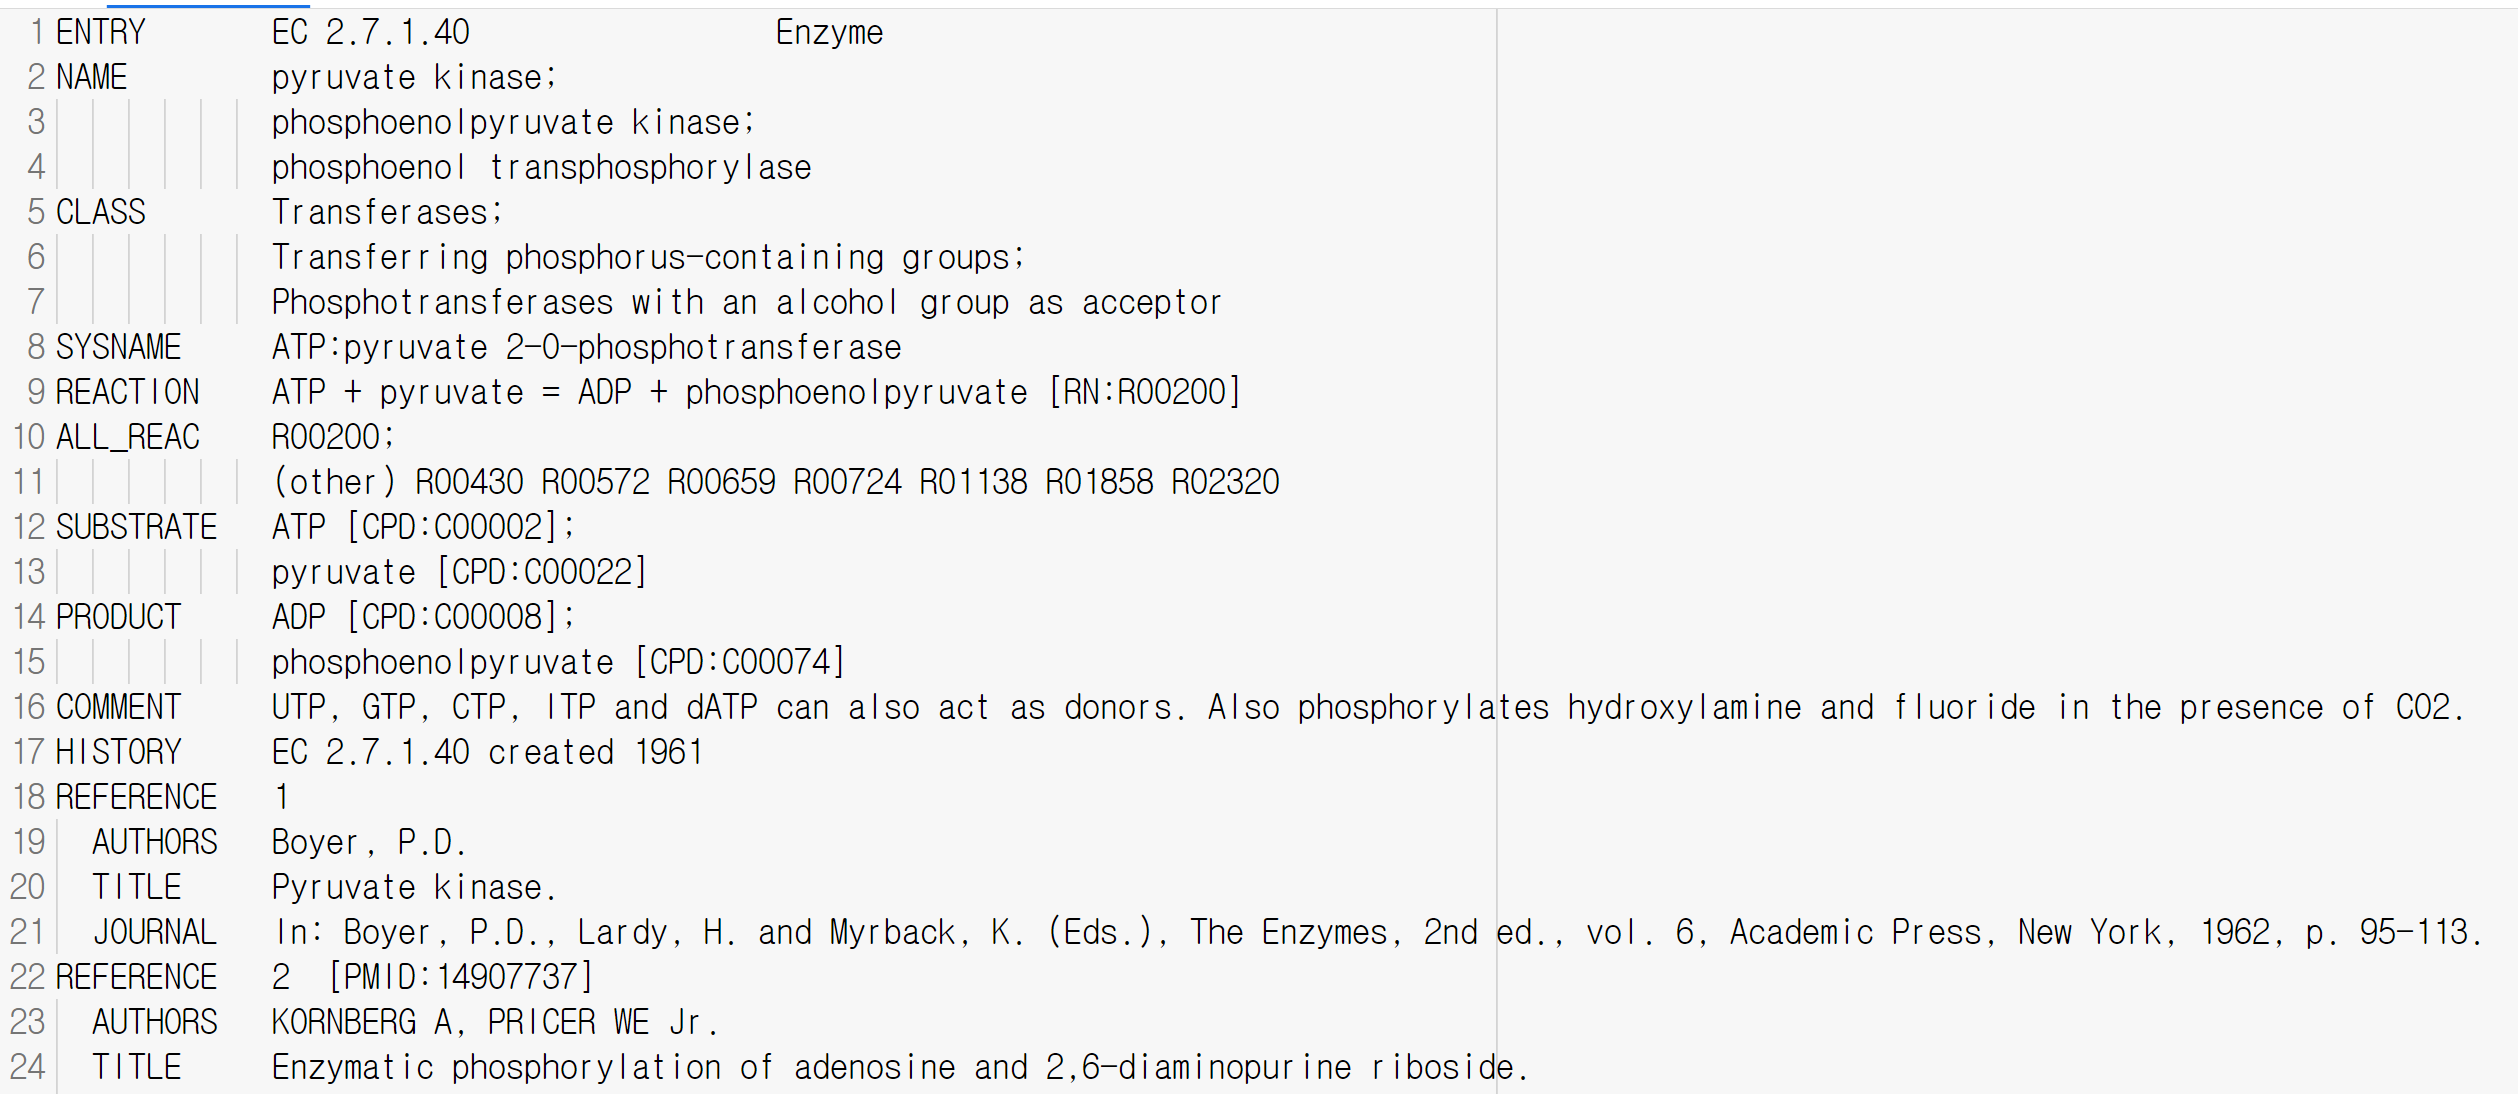 1 ENTRY       EC 2.7.1.40                 Enzyme
2 NAME        pyruvate kinase;
3             phosphoenolpyruvate kinase;
4             phosphoenol transphosphorylase
5 CLASS       Transferases;
6             Transferring phosphorus-containing groups;
7             Phosphotransferases with an alcohol group as acceptor
8 SYSNAME     ATP:pyruvate 2-O-phosphotransferase
9 REACTION    ATP + pyruvate = ADP + phosphoenolpyruvate [RN:R00200]
10 ALL_REAC    R00200;
11             (other) R00430 R00572 R00659 R00724 R01138 R01858 R02320
12 SUBSTRATE   ATP [CPD:C00002];
13             pyruvate [CPD:C00022]
14 PRODUCT     ADP [CPD:C00008];
15             phosphoenolpyruvate [CPD:C00074]
16 COMMENT     UTP, GTP, CTP, ITP and dATP can also act as donors. Also phosphorylates hydroxylamine and fluoride in the presence of CO2.
17 HISTORY     EC 2.7.1.40 created 1961
18 REFERENCE   1
19   AUTHORS   Boyer, P.D.
20   TITLE     Pyruvate kinase.
21   JOURNAL   In: Boyer, P.D., Lardy, H. and Myrback, K. (Eds.), The Enzymes, 2nd ed., vol. 6, Academic Press, New York, 1962, p. 95-113.
22 REFERENCE   2  [PMID:14907737]
23   AUTHORS   KORNBERG A, PRICER WE Jr.
24   TITLE     Enzymatic phosphorylation of adenosine and 2,6-diaminopurine riboside.